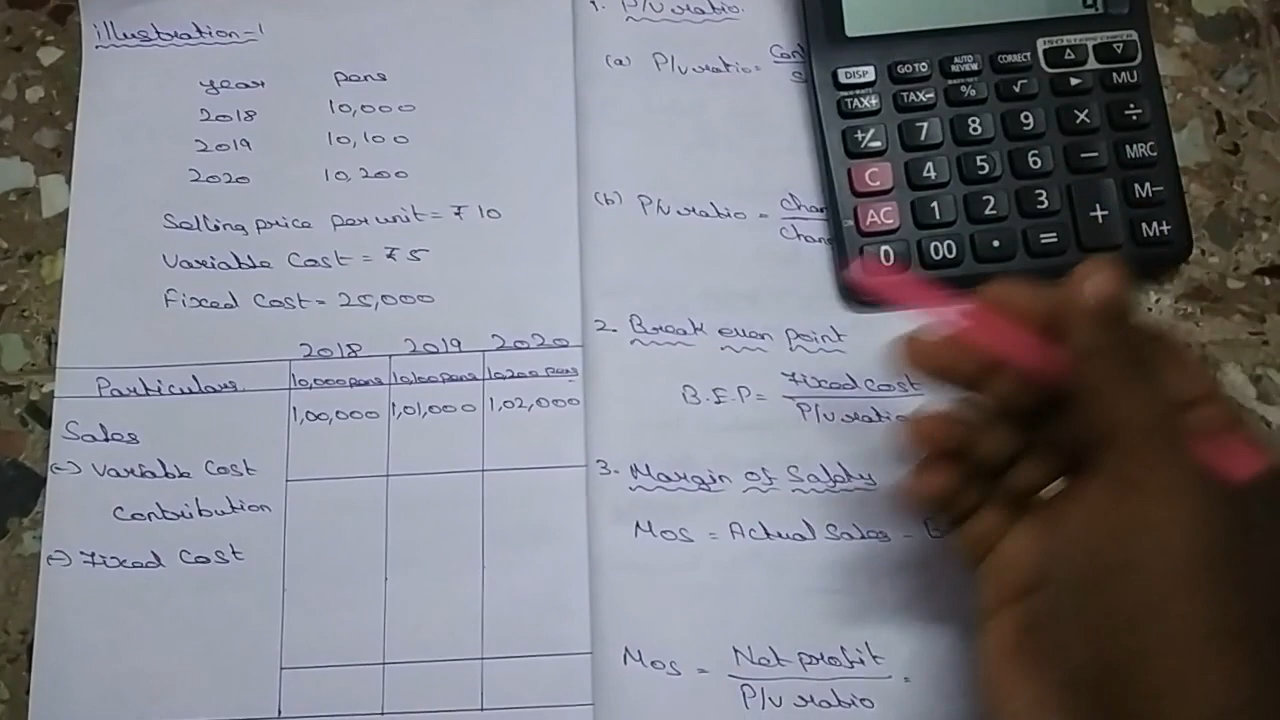 illustration-1
year pens
2018 10,000
2019 10,100
2020 10,200
Selling price per unit = ₹10
Variable Cost = ₹5
Fixed Cost = 25,000
2018 2019 2020
Particulars 10,000 pens 10,100 pens 10,200 pens
Sales 1,00,000 1,01,000 1,02,000
(-) Variable Cost
Contribution
(-) Fixed Cost
1. P/V ratio.
(a) P/V ratio =
(b) P/V ratio =
2. Break even point
B.E.P = Fixed Cost
P/V ratio
3. Margin of Safety
MOS = Actual Sales -
MOS = Net profit =
P/V ratio
DISP GO TO AUTO REVIEW CORRECT △ ▽
TAX+ TAX- % √ ► MU
+/- 7 8 9 × ÷
C 4 5 6 - MRC
AC 1 2 3 + M-
0 00 · = M+